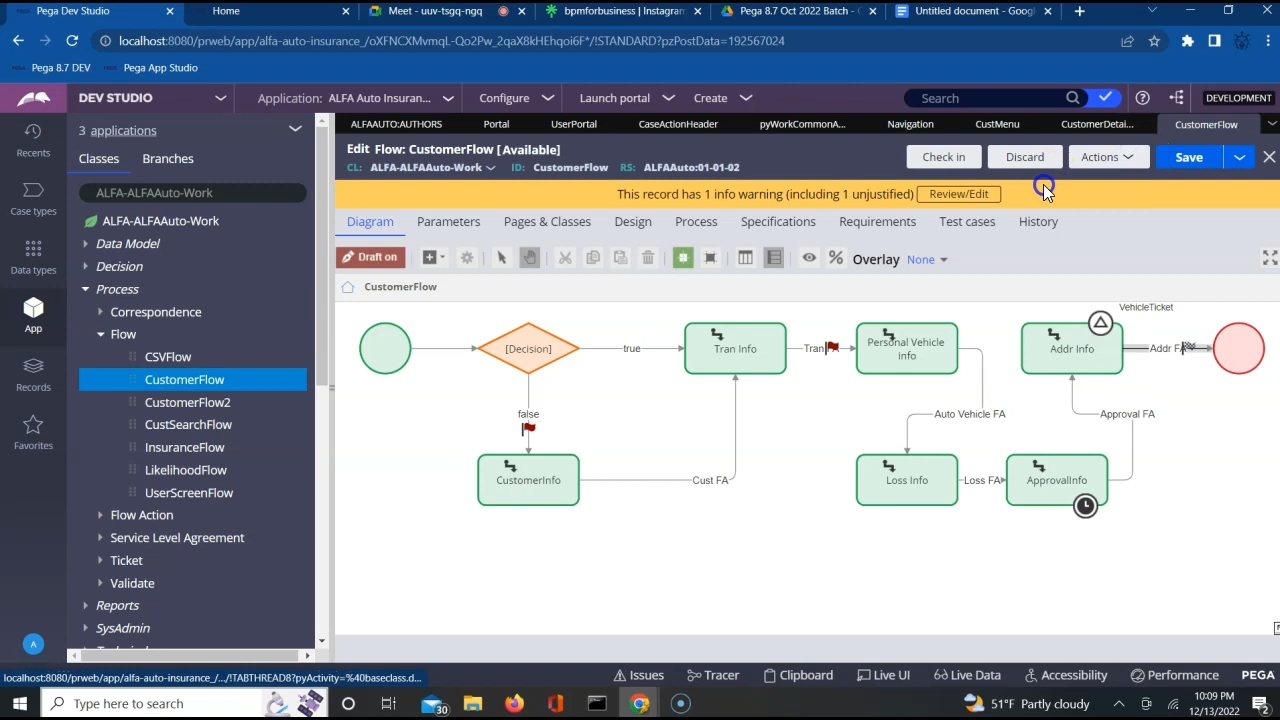 Pega Dev Studio
Home
Meet - uuv-tsgq-ngq
bpmforbusiness | Instagram
Pega 8.7 Oct 2022 Batch - G
Untitled document - Googl
localhost:8080/prweb/app/alfa-auto-insurance_/oXFNCXMvmqL-Qo2Pw_2qaX8kHEhqoi6F*/!STANDARD?pzPostData=192567024
Pega 8.7 DEV
Pega App Studio
DEV STUDIO
Application: ALFA Auto Insuran...
Configure
Launch portal
Create
Search
DEVELOPMENT
Recents
Case types
Data types
App
Records
Favorites
A
3 applications
Classes
Branches
ALFA-ALFAAuto-Work
ALFA-ALFAAuto-Work
Data Model
Decision
Process
Correspondence
Flow
CSVFlow
CustomerFlow
CustomerFlow2
CustSearchFlow
InsuranceFlow
LikelihoodFlow
UserScreenFlow
Flow Action
Service Level Agreement
Ticket
Validate
Reports
SysAdmin
ALFAAUTO:AUTHORS
Portal
UserPortal
CaseActionHeader
pyWorkCommonA...
Navigation
CustMenu
CustomerDetai...
CustomerFlow
Edit Flow: CustomerFlow [Available]
CL: ALFA-ALFAAuto-Work
ID: CustomerFlow
RS: ALFAAuto:01-01-02
Check in
Discard
Actions
Save
This record has 1 info warning (including 1 unjustified)
Review/Edit
Diagram
Parameters
Pages & Classes
Design
Process
Specifications
Requirements
Test cases
History
Draft on
Overlay None
CustomerFlow
VehicleTicket
[Decision]
true
Tran Info
Personal Vehicle
info
Addr Info
false
Auto Vehicle FA
Approval FA
CustomerInfo
Cust FA
Loss Info
Loss FA
ApprovalInfo
localhost:8080/prweb/app/alfa-auto-insurance_/.../!TABTHREAD8?pyActivity=%40baseclass.d...
Issues
Tracer
Clipboard
Live UI
Live Data
Accessibility
Performance
PEGA
Type here to search
30
51°F Partly cloudy
10:09 PM
12/13/2022
2